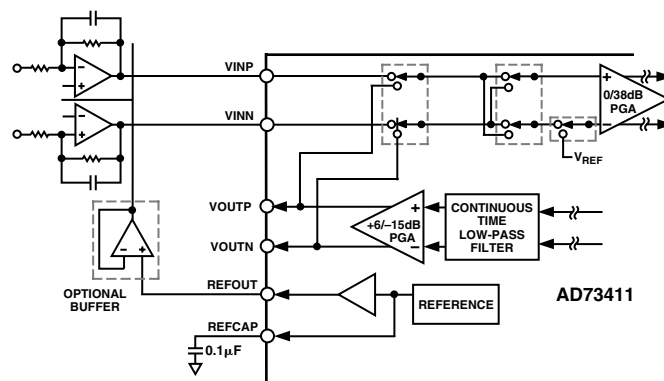 VINP
VINN
0/38dB
PGA
VREF
VOUTP
VOUTN
+6/–15dB
PGA
CONTINUOUS
TIME
LOW-PASS
FILTER
OPTIONAL
BUFFER
REFOUT
REFCAP
0.1μF
REFERENCE
AD73411